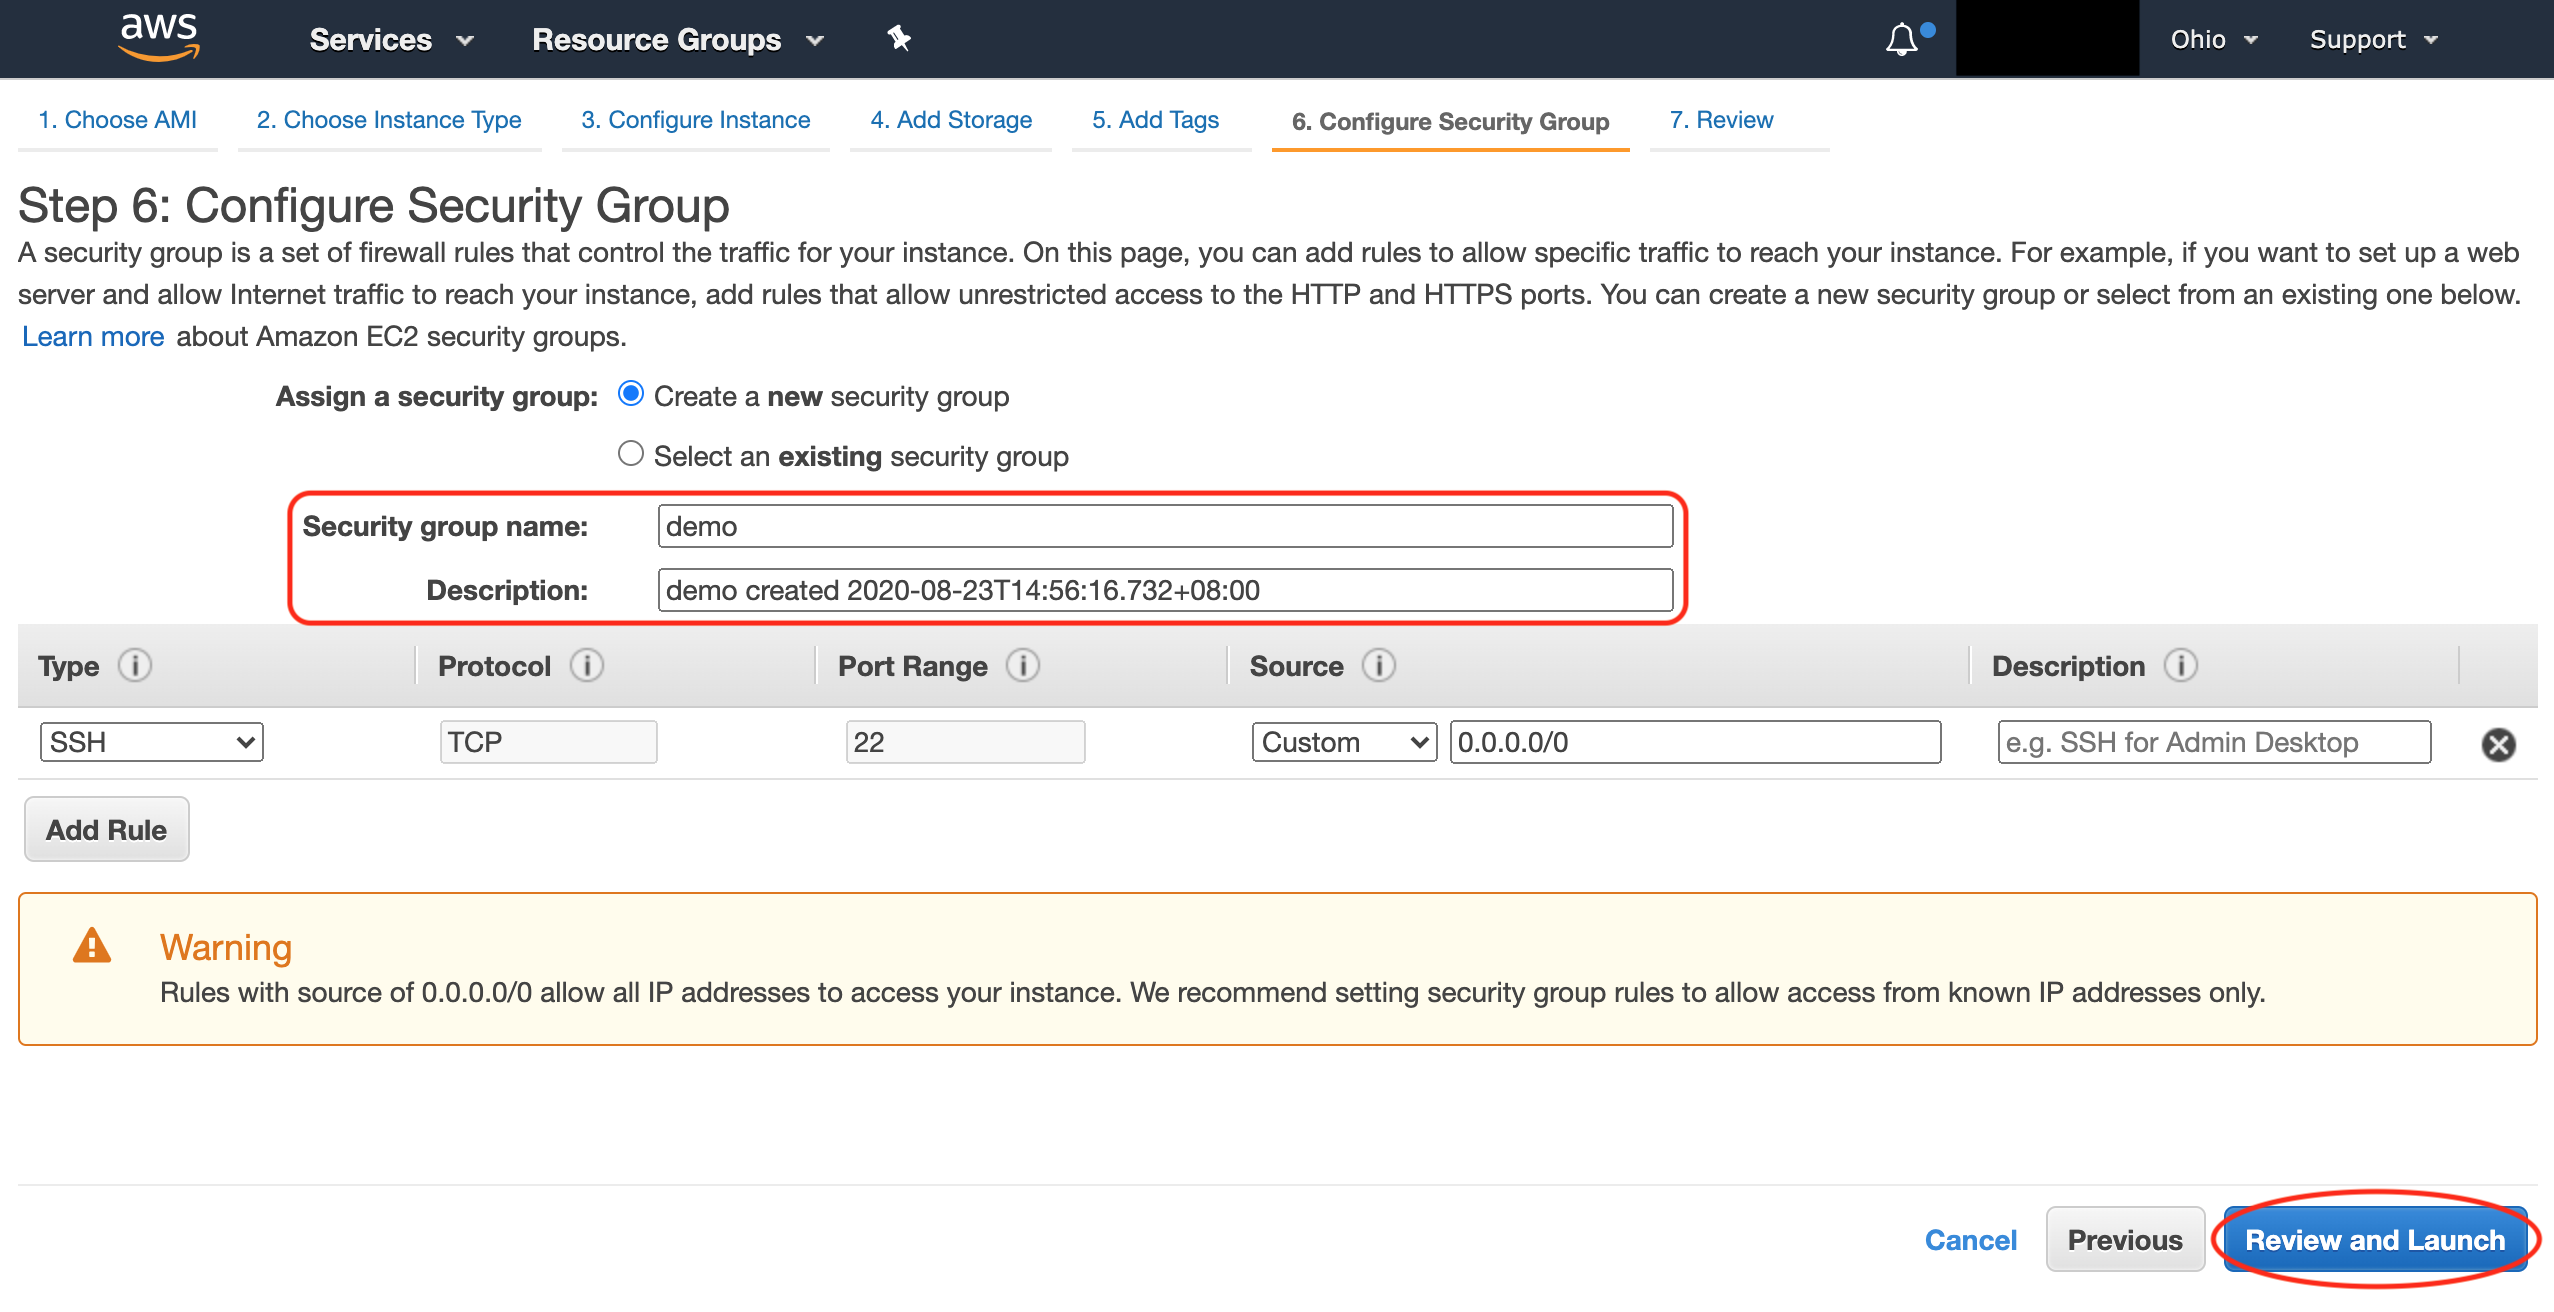 aws Services Resource Groups Ohio Support
1. Choose AMI 2. Choose Instance Type 3. Configure Instance 4. Add Storage 5. Add Tags 6. Configure Security Group 7. Review
Step 6: Configure Security Group
A security group is a set of firewall rules that control the traffic for your instance. On this page, you can add rules to allow specific traffic to reach your instance. For example, if you want to set up a web
server and allow Internet traffic to reach your instance, add rules that allow unrestricted access to the HTTP and HTTPS ports. You can create a new security group or select from an existing one below.
Learn more about Amazon EC2 security groups.
Assign a security group: Create a new security group
Select an existing security group
Security group name: demo
Description: demo created 2020-08-23T14:56:16.732+08:00
Type Protocol Port Range Source Description
SSH TCP 22 Custom 0.0.0.0/0 e.g. SSH for Admin Desktop
Add Rule
Warning
Rules with source of 0.0.0.0/0 allow all IP addresses to access your instance. We recommend setting security group rules to allow access from known IP addresses only.
Cancel Previous Review and Launch